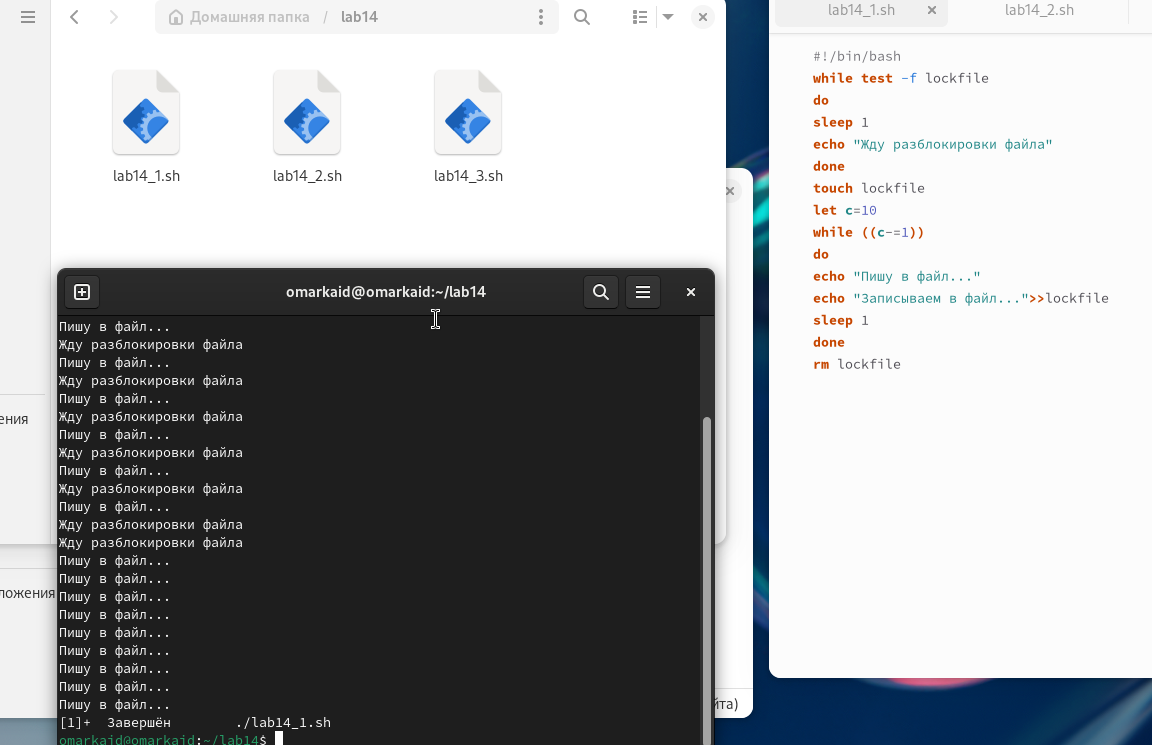 Домашняя папка / lab14
lab14_1.sh
lab14_2.sh
lab14_3.sh
ения
ложения
йта)
omarkaid@omarkaid:~/lab14
Пишу в файл...
Жду разблокировки файла
Пишу в файл...
Жду разблокировки файла
Пишу в файл...
Жду разблокировки файла
Пишу в файл...
Жду разблокировки файла
Пишу в файл...
Жду разблокировки файла
Пишу в файл...
Жду разблокировки файла
Жду разблокировки файла
Пишу в файл...
Пишу в файл...
Пишу в файл...
Пишу в файл...
Пишу в файл...
Пишу в файл...
Пишу в файл...
Пишу в файл...
Пишу в файл...
[1]+  Завершён        ./lab14_1.sh
omarkaid@omarkaid:~/lab14$
lab14_1.sh
lab14_2.sh
#!/bin/bash
while test -f lockfile
do
sleep 1
echo "Жду разблокировки файла"
done
touch lockfile
let c=10
while ((c-=1))
do
echo "Пишу в файл..."
echo "Записываем в файл...">>lockfile
sleep 1
done
rm lockfile